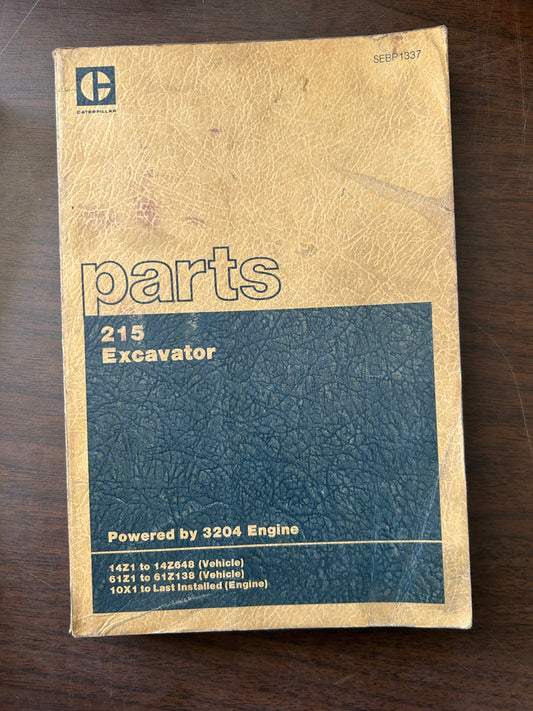 SEBP1337
C
CATERPILLAR
parts
215
Excavator
Powered by 3204 Engine
14Z1 to 14Z648 (Vehicle)
61Z1 to 61Z138 (Vehicle)
10X1 to Last Installed (Engine)